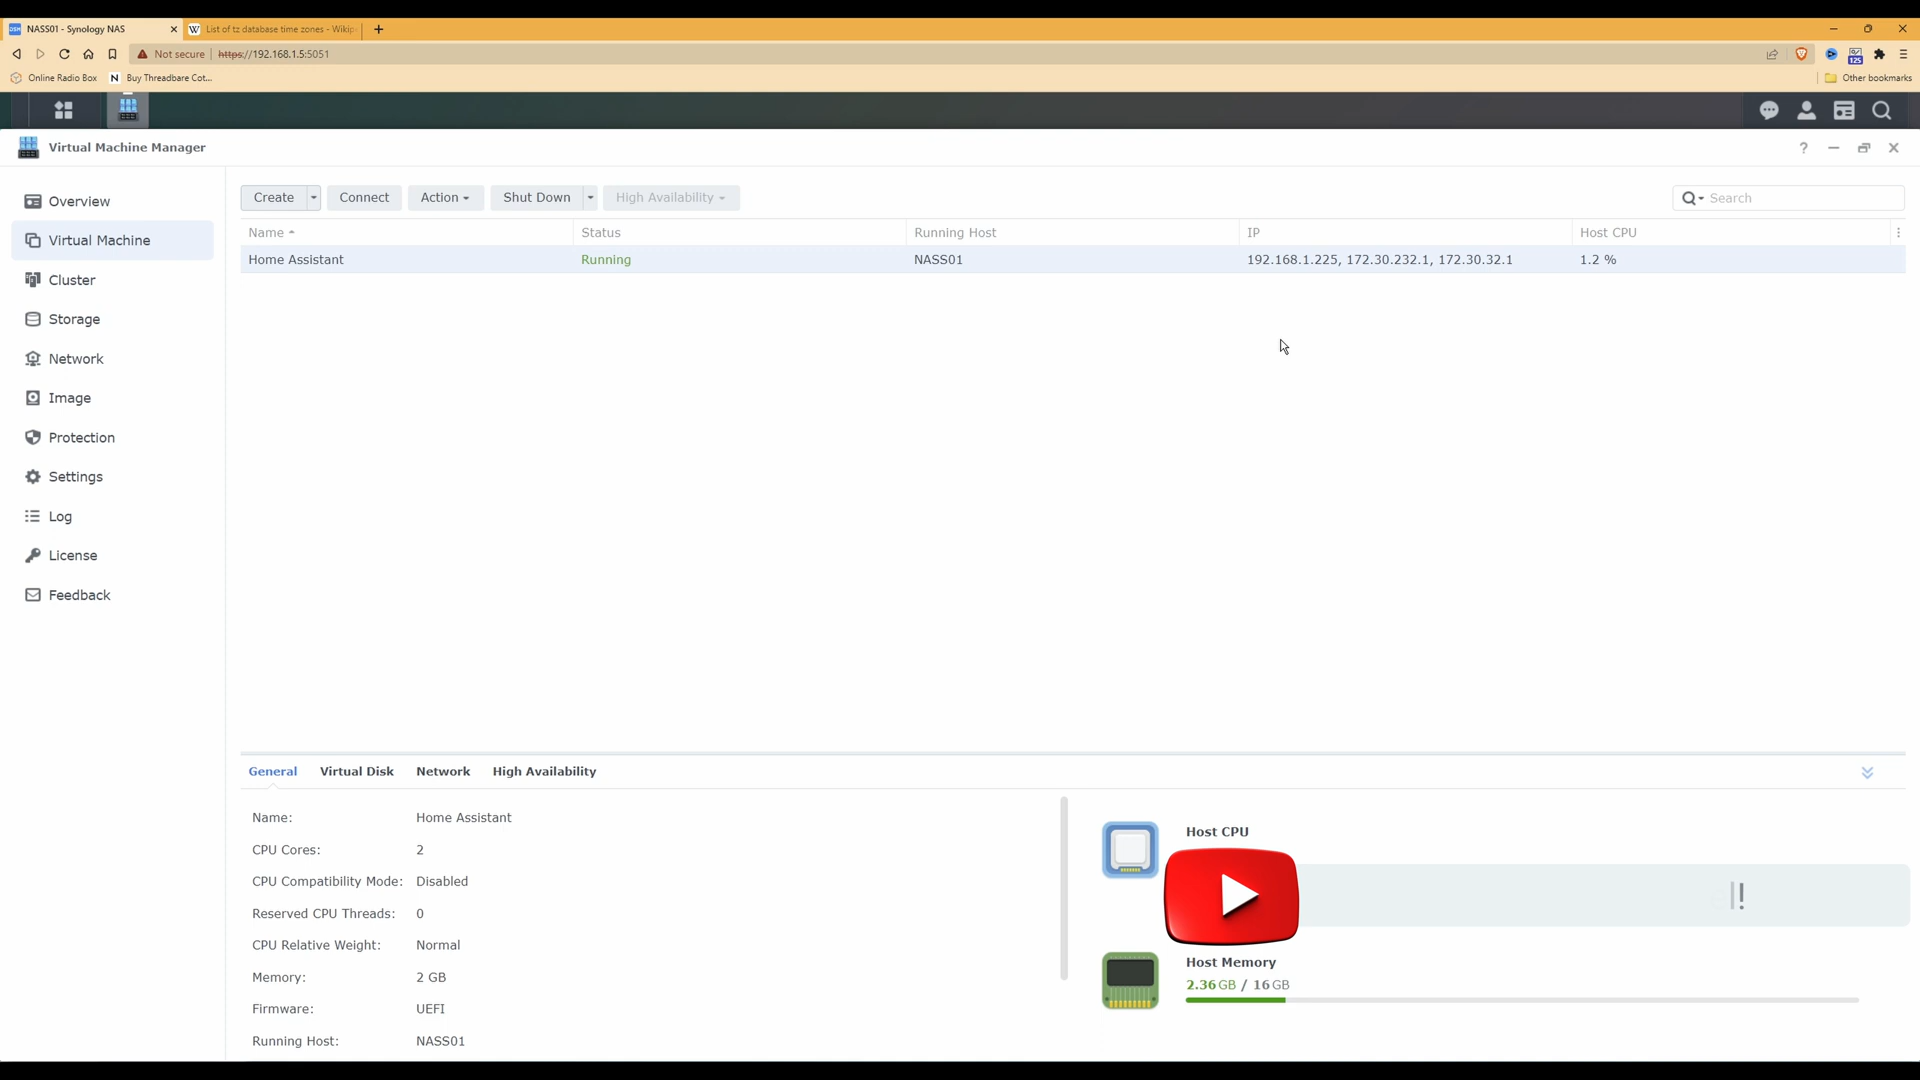 NASS01 - Synology NAS
List of tz database time zones - Wikip
Not secure https://192.168.1.5:5051
125
Online Radio Box
N Buy Threadbare Cot...
Other bookmarks
Virtual Machine Manager
Overview
Virtual Machine
Cluster
Storage
Network
Image
Protection
Settings
Log
License
Feedback
Create Connect Action Shut Down High Availability Search
Name Status Running Host IP Host CPU
Home Assistant Running NASS01 192.168.1.225, 172.30.232.1, 172.30.32.1 1.2 %
General Virtual Disk Network High Availability
Name: Home Assistant
CPU Cores: 2
CPU Compatibility Mode: Disabled
Reserved CPU Threads: 0
CPU Relative Weight: Normal
Memory: 2 GB
Firmware: UEFI
Running Host: NASS01
Host CPU
Host Memory
2.36 GB / 16 GB